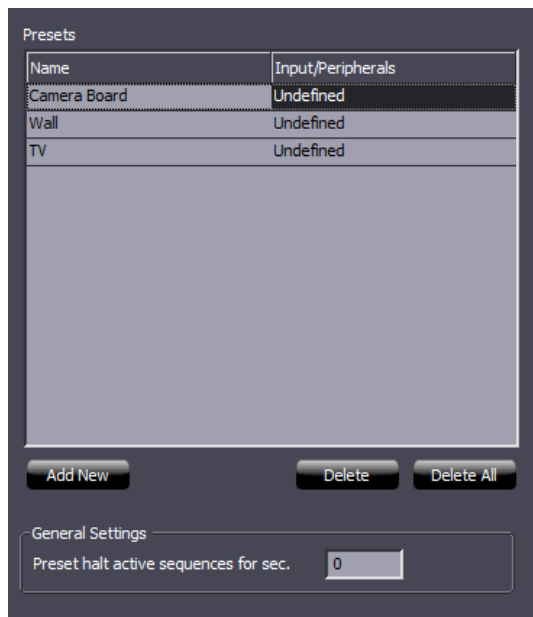 Presets
Name Input/Peripherals
Camera Board Undefined
Wall Undefined
TV Undefined
Add New Delete Delete All
General Settings
Preset halt active sequences for sec. 0